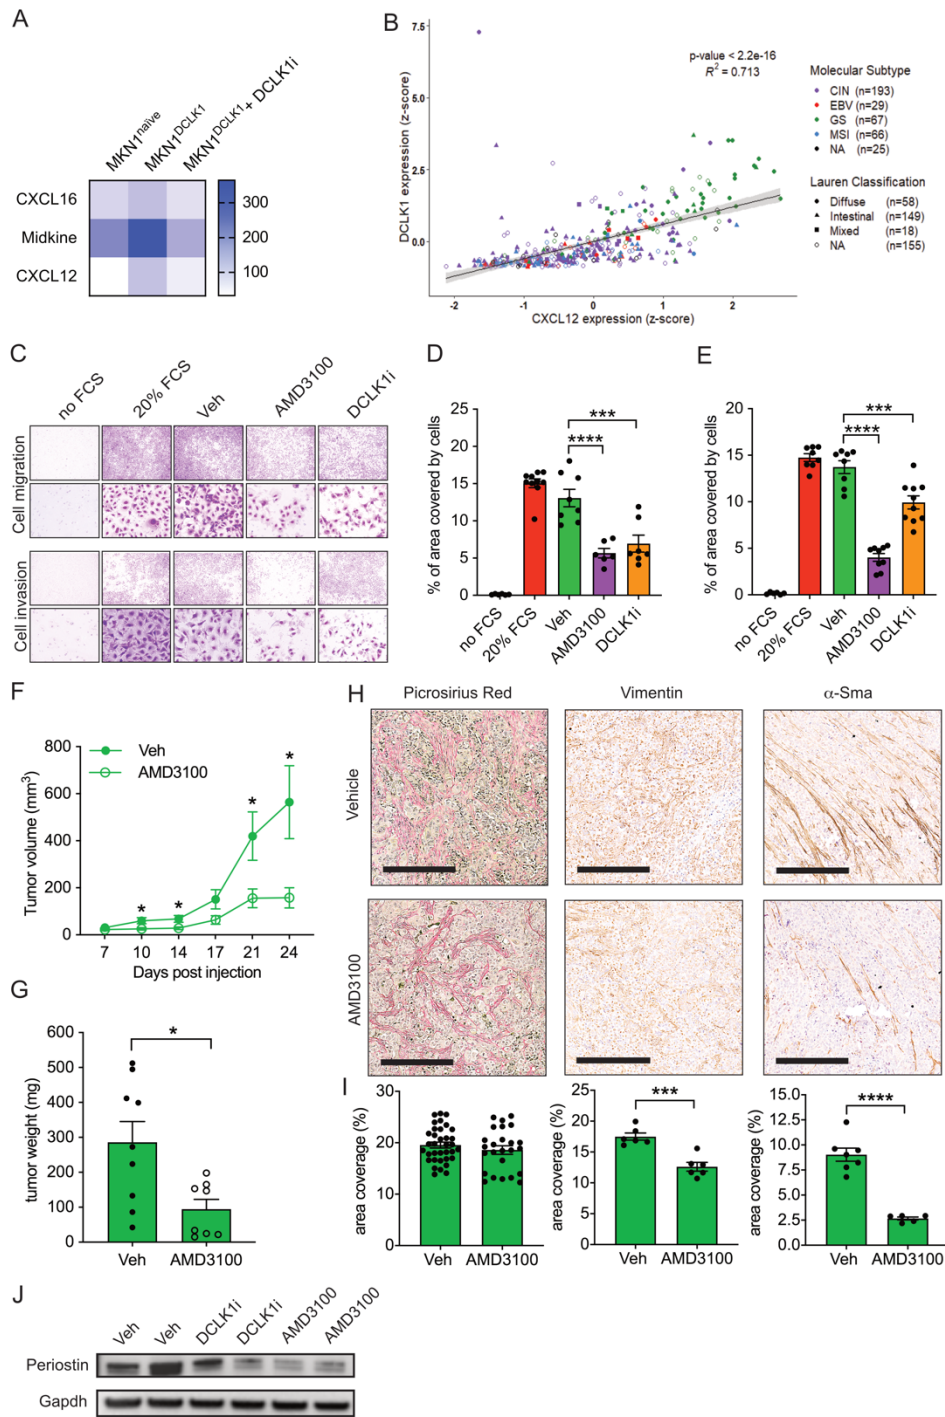 A
MKN1naïve
MKN1DCLK1
MKN1DCLK1+ DCLK1i
CXCL16
Midkine
CXCL12
300
200
100
B
DCLK1 expression (z-score)
7.5
5.0
2.5
0.0
-2
-1
0
1
2
CXCL12 expression (z-score)
p-value < 2.2e-16
R2 = 0.713
Molecular Subtype
CIN (n=193)
EBV (n=29)
GS (n=67)
MSI (n=66)
NA (n=25)
Lauren Classification
Diffuse (n=58)
Intestinal (n=149)
Mixed (n=18)
NA (n=155)
C
no FCS
20% FCS
Veh
AMD3100
DCLK1i
Cell migration
Cell invasion
D
% of area covered by cells
25
20
15
10
5
0
***
****
no FCS
20% FCS
Veh
AMD3100
DCLK1i
E
% of area covered by cells
20
15
10
5
0
***
****
no FCS
20% FCS
Veh
AMD3100
DCLK1i
F
Tumor volume (mm3)
800
600
400
200
0
Veh
AMD3100
*
*
*
*
7
10
14
17
21
24
Days post injection
G
tumor weight (mg)
600
500
400
300
200
100
0
*
Veh
AMD3100
H
Picrosirius Red
Vimentin
α-Sma
Vehicle
AMD3100
I
area coverage (%)
30
20
10
0
Veh
AMD3100
area coverage (%)
25
20
15
10
5
0
***
Veh
AMD3100
area coverage (%)
15.0
12.5
10.0
7.5
5.0
2.5
0.0
****
Veh
AMD3100
J
Veh
Veh
DCLK1i
DCLK1i
AMD3100
AMD3100
Periostin
Gapdh